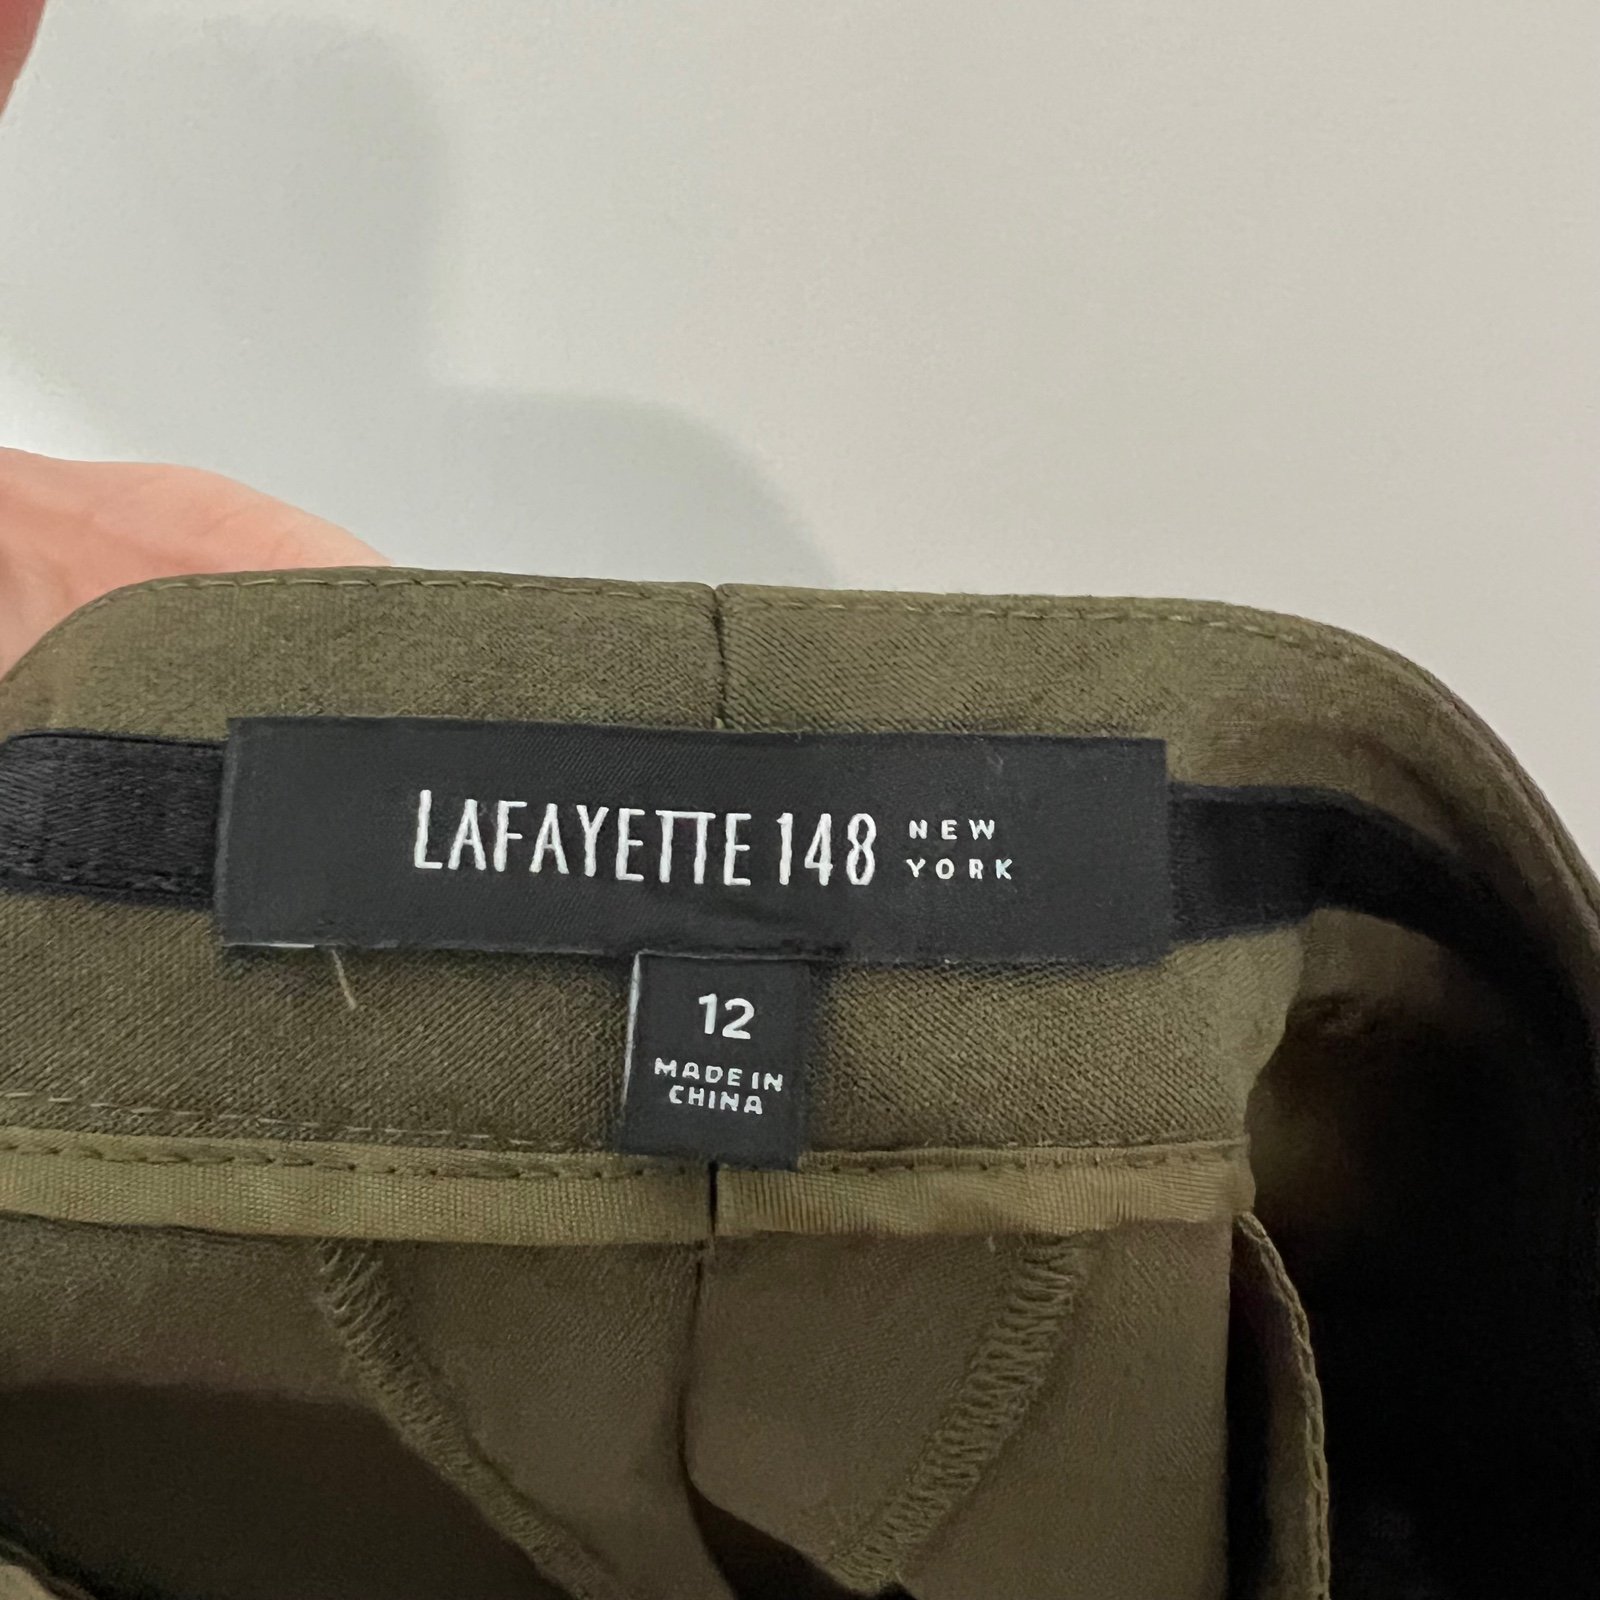 LAFAYETTE 148 NEW YORK
12
MADE IN
CHINA